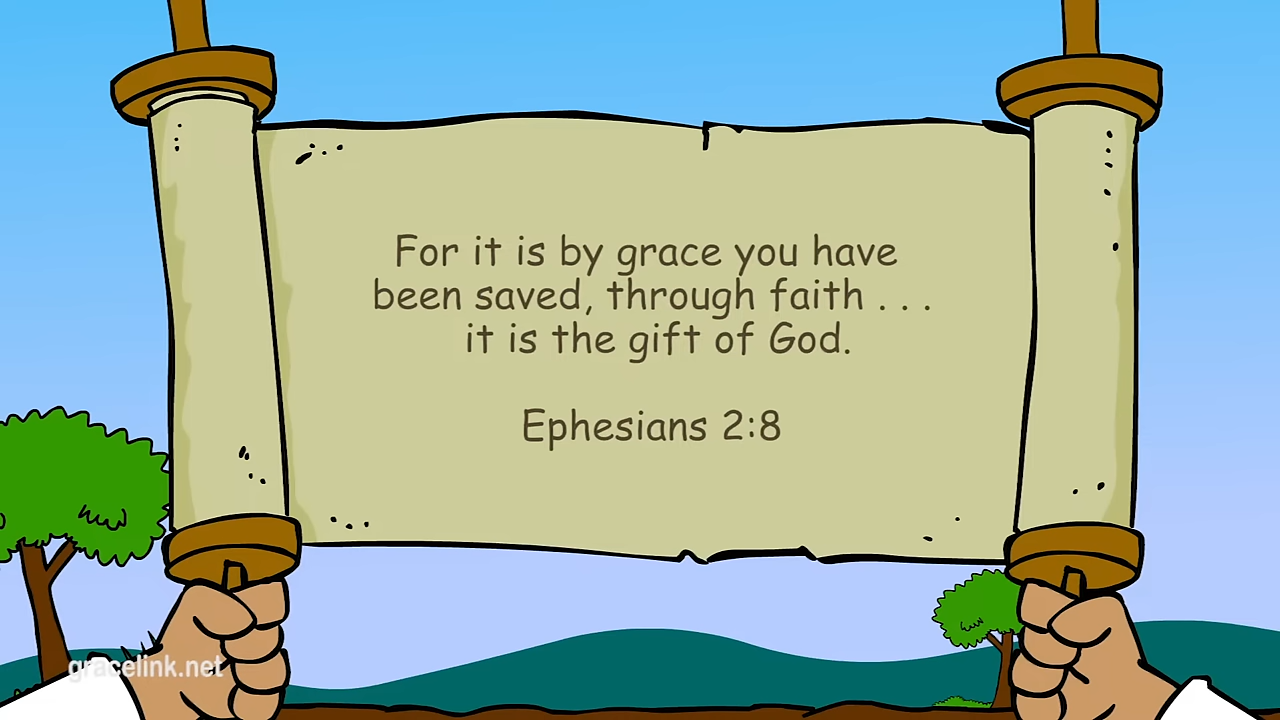 For it is by grace you have
been saved, through faith . . .
it is the gift of God.
Ephesians 2:8
gracelink.net